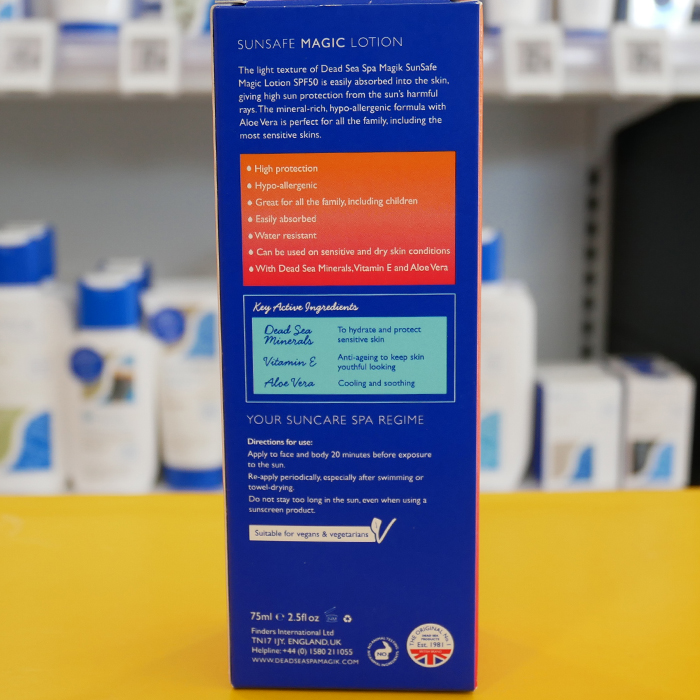 SUNSAFE MAGIC LOTION
The light texture of Dead Sea Spa Magik SunSafe
Magic Lotion SPF50 is easily absorbed into the skin,
giving high sun protection from the sun's harmful
rays. The mineral-rich, hypo-allergenic formula with
Aloe Vera is perfect for all the family, including the
most sensitive skins.
High protection
Hypo-allergenic
Great for all the family, including children
Easily absorbed
Water resistant
Can be used on sensitive and dry skin conditions
With Dead Sea Minerals, Vitamin E and Aloe Vera
Key Active Ingredients
Dead Sea Minerals
To hydrate and protect
sensitive skin
Vitamin E
Anti-ageing to keep skin
youthful looking
Aloe Vera
Cooling and soothing
YOUR SUNCARE SPA REGIME
Directions for use:
Apply to face and body 20 minutes before exposure
to the sun.
Re-apply periodically, especially after swimming or
towel-drying.
Do not stay too long in the sun, even when using a
sunscreen product.
Suitable for vegans & vegetarians
75ml ℮ 2.5fl oz
Finders International Ltd
TN17 1JY, ENGLAND, UK
Helpline: +44 (0) 1580 211055
WWW.DEADSEASPAMAGIK.COM
NO
THE ORIGINAL No.1
DEAD SEA
PRODUCTS
Est. 1981